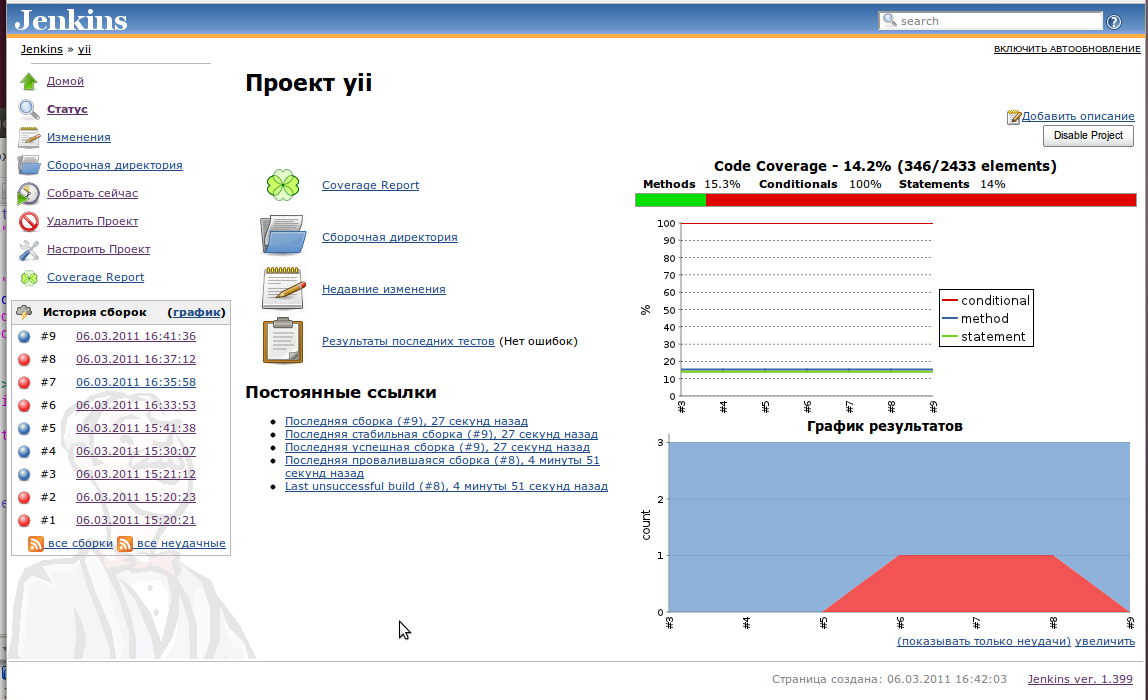 Jenkins
search
Jenkins » yii
ВКЛЮЧИТЬ АВТООБНОВЛЕНИЕ
Домой
Статус
Изменения
Сборочная директория
Собрать сейчас
Удалить Проект
Настроить Проект
Coverage Report
История сборок (график)
#9 06.03.2011 16:41:36
#8 06.03.2011 16:37:12
#7 06.03.2011 16:35:58
#6 06.03.2011 16:33:53
#5 06.03.2011 15:41:38
#4 06.03.2011 15:30:07
#3 06.03.2011 15:21:12
#2 06.03.2011 15:20:23
#1 06.03.2011 15:20:21
все сборки все неудачные
Проект yii
Добавить описание
Disable Project
Coverage Report
Сборочная директория
Недавние изменения
Результаты последних тестов (Нет ошибок)
Постоянные ссылки
Последняя сборка (#9), 27 секунд назад
Последняя стабильная сборка (#9), 27 секунд назад
Последняя успешная сборка (#9), 27 секунд назад
Последняя провалившаяся сборка (#8), 4 минуты 51
секунд назад
Last unsuccessful build (#8), 4 минуты 51 секунд назад
Code Coverage - 14.2% (346/2433 elements)
Methods 15.3% Conditionals 100% Statements 14%
100
90
80
70
60
50
40
30
20
10
0
%
#3 #4 #5 #6 #7 #8 #9
conditional
method
statement
График результатов
3
2
1
0
count
#3 #4 #5 #6 #7 #8 #9
(показывать только неудачи) увеличить
Страница создана: 06.03.2011 16:42:03 Jenkins ver. 1.399